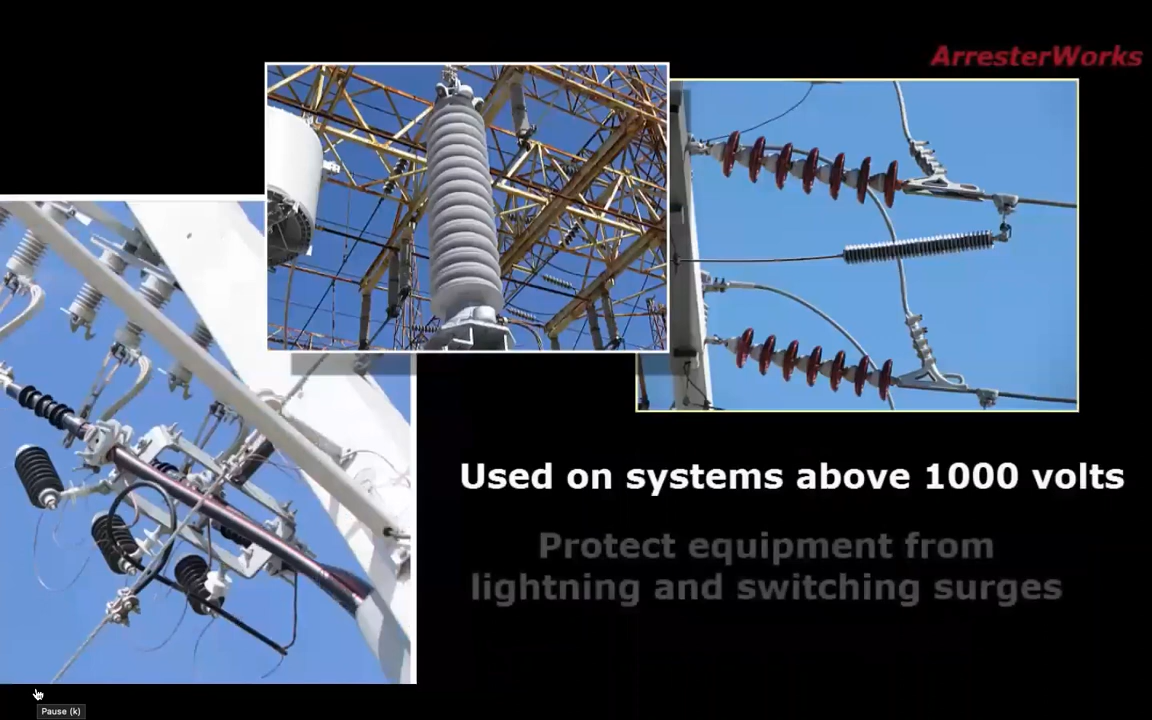 ArresterWorks
Used on systems above 1000 volts
Protect equipment from
lightning and switching surges
Pause (k)